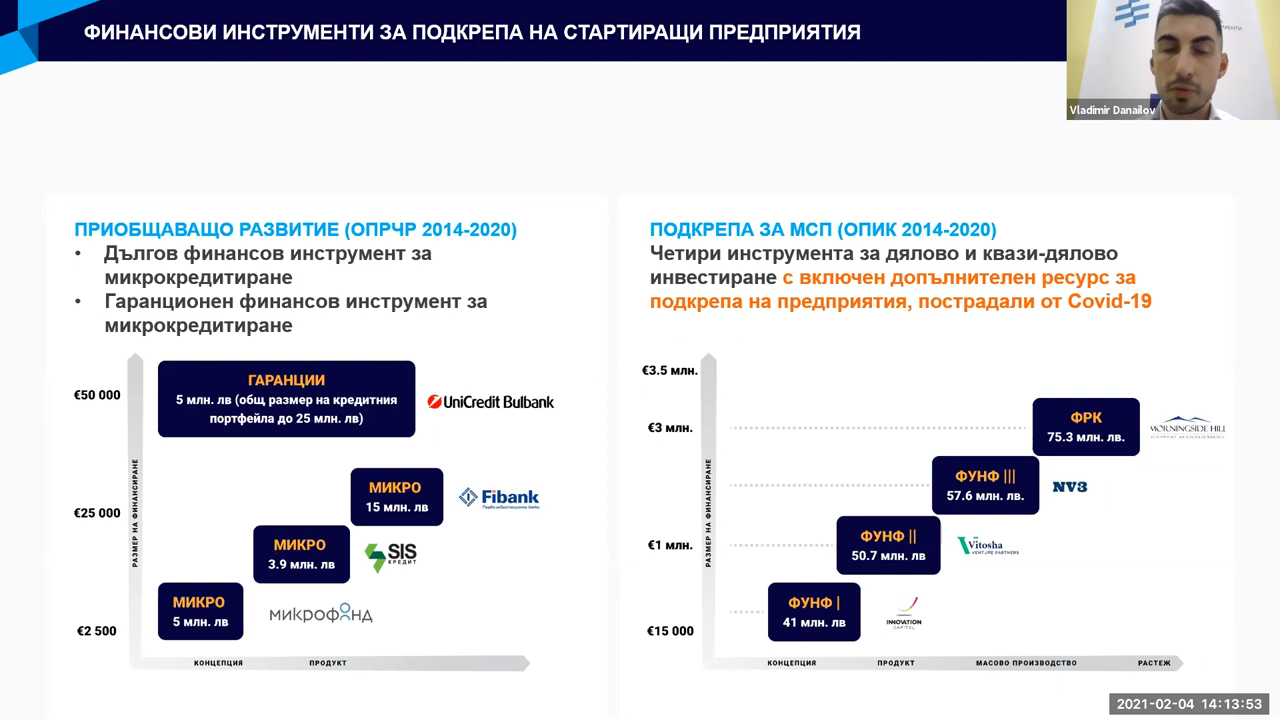 ФИНАНСОВИ ИНСТРУМЕНТИ ЗА ПОДКРЕПА НА СТАРТИРАЩИ ПРЕДПРИЯТИЯ
Vladimir Danailov
ПРИОБЩАВАЩО РАЗВИТИЕ (ОПРЧР 2014-2020)
• Дългов финансов инструмент за
микрокредитиране
• Гаранционен финансов инструмент за
микрокредитиране
€50 000
€25 000
€2 500
РАЗМЕР НА ФИНАНСИРАНЕ
ГАРАНЦИИ
5 млн. лв (общ размер на кредитния
портфейла до 25 млн. лв)
UniCredit Bulbank
МИКРО
15 млн. лв
Fibank
МИКРО
3.9 млн. лв
SIS
КРЕДИТ
МИКРО
5 млн. лв
МИКРОФОНД
КОНЦЕПЦИЯ
ПРОДУКТ
ПОДКРЕПА ЗА МСП (ОПИК 2014-2020)
Четири инструмента за дялово и квази-дялово
инвестиране с включен допълнителен ресурс за
подкрепа на предприятия, пострадали от Covid-19
€3.5 млн.
€3 млн.
€1 млн.
€15 000
РАЗМЕР НА ФИНАНСИРАНЕ
ФРК
75.3 млн. лв.
MORNINGSIDE HILL
ФУНФ |||
57.6 млн. лв.
NV3
ФУНФ ||
50.7 млн. лв
Vitosha
VENTURE PARTNERS
ФУНФ |
41 млн. лв
INNOVATION
CAPITAL
КОНЦЕПЦИЯ
ПРОДУКТ
МАСОВО ПРОИЗВОДСТВО
РАСТЕЖ
2021-02-04 14:13:53